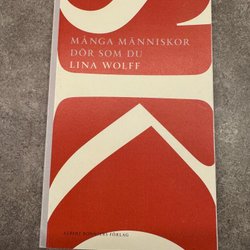 MÅNGA MÄNNISKOR
DÖR SOM DU
LINA WOLFF
ALBERT BONNIERS FÖRLAG